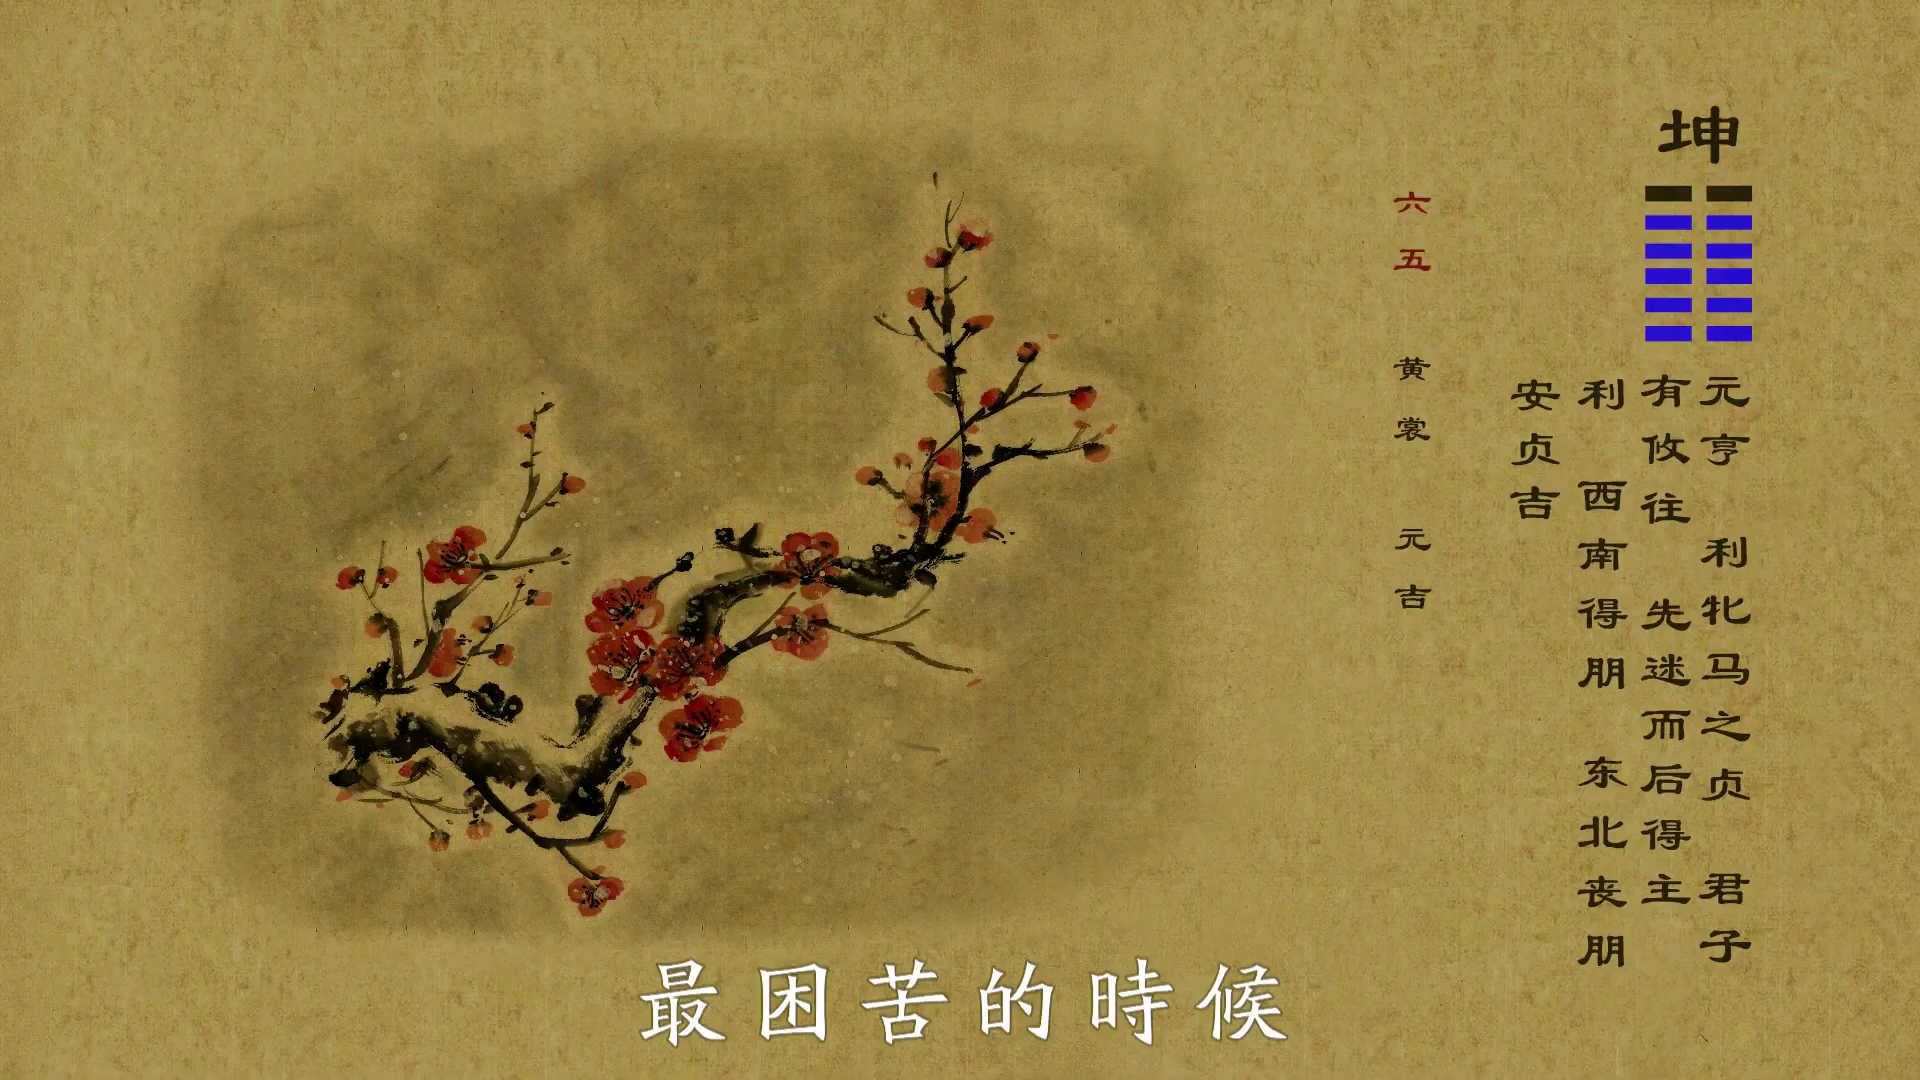 坤
元亨 利牝马之贞 君子
有攸往 先迷而后得主
利 西南得朋 东北丧朋
安贞吉
六五 黄裳 元吉
最困苦的時候